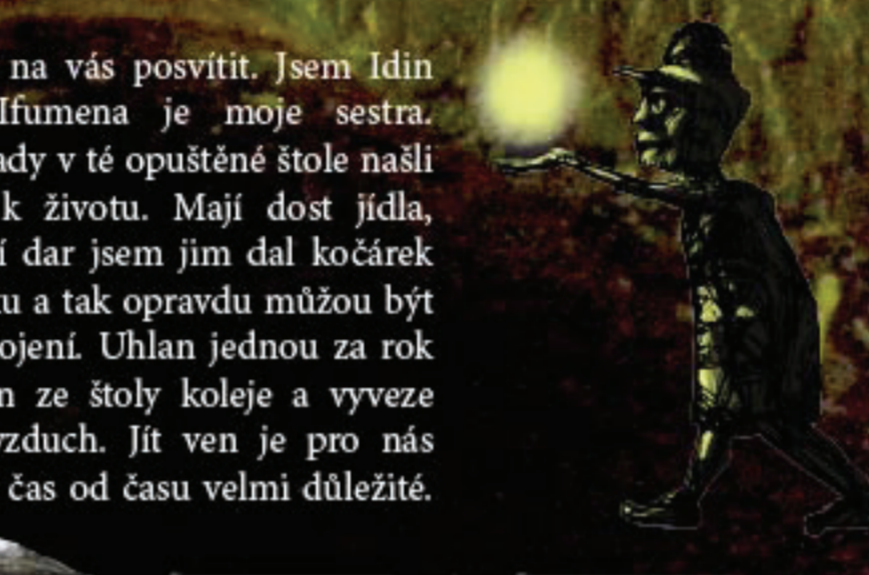 na vás posvítit. Jsem Idin
Ifumena je moje sestra.
ady v té opuštěné štole našli
k životu. Mají dost jídla,
í dar jsem jim dal kočárek
ku a tak opravdu můžou být
ojení. Uhlan jednou za rok
n ze štoly koleje a vyveze
vzduch. Jít ven je pro nás
čas od času velmi důležité.